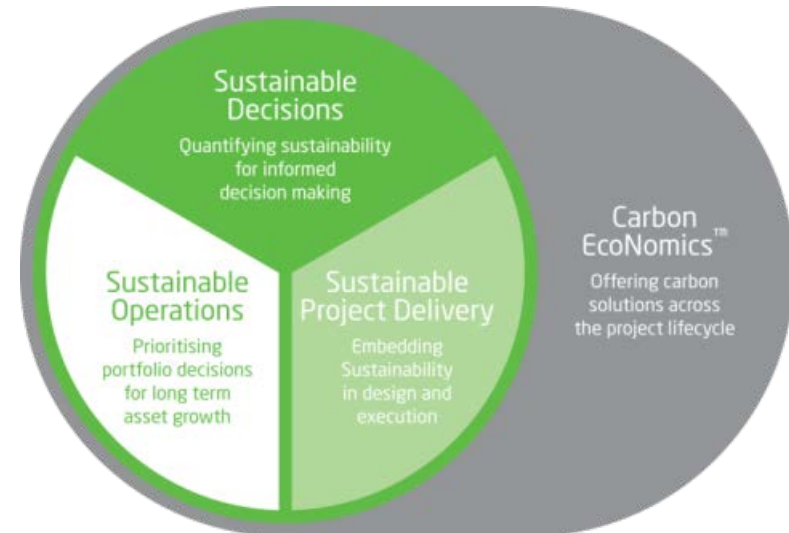 Sustainable
Decisions
Quantifying sustainability
for informed
decision making
Sustainable
Operations
Prioritising
portfolio decisions
for long term
asset growth
Sustainable
Project Delivery
Embedding
Sustainability
in design and
execution
Carbon
EcoNomics™
Offering carbon
solutions across
the project lifecycle